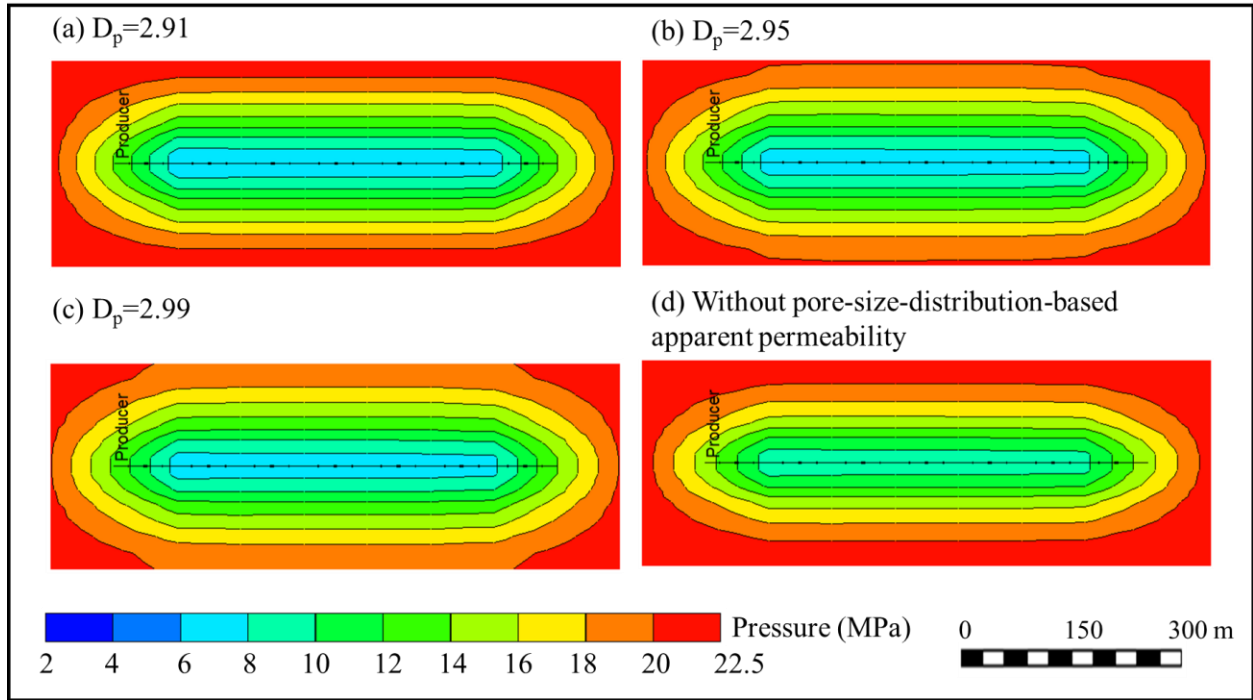 (a) Dₚ=2.91
(b) Dₚ=2.95
Producer
Producer
(c) Dₚ=2.99
(d) Without pore-size-distribution-based
apparent permeability
Producer
Producer
Pressure (MPa)
2 4 6 8 10 12 14 16 18 20 22.5
0 150 300 m